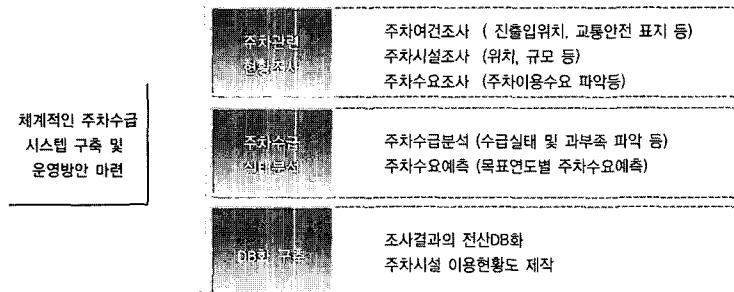 주차관련
현황조사
주차여건조사 ( 진출입위치, 교통안전 표지 등)
주차시설조사 (위치, 규모 등)
주차수요조사 (주차이용수요 파악등)
체계적인 주차수급
시스템 구축 및
운영방안 마련
주차수급
실태분석
주차수급분석 (수급실태 및 과부족 파악 등)
주차수요예측 (목표연도별 주차수요예측)
DB화 구축
조사결과의 전산DB화
주차시설 이용현황도 제작